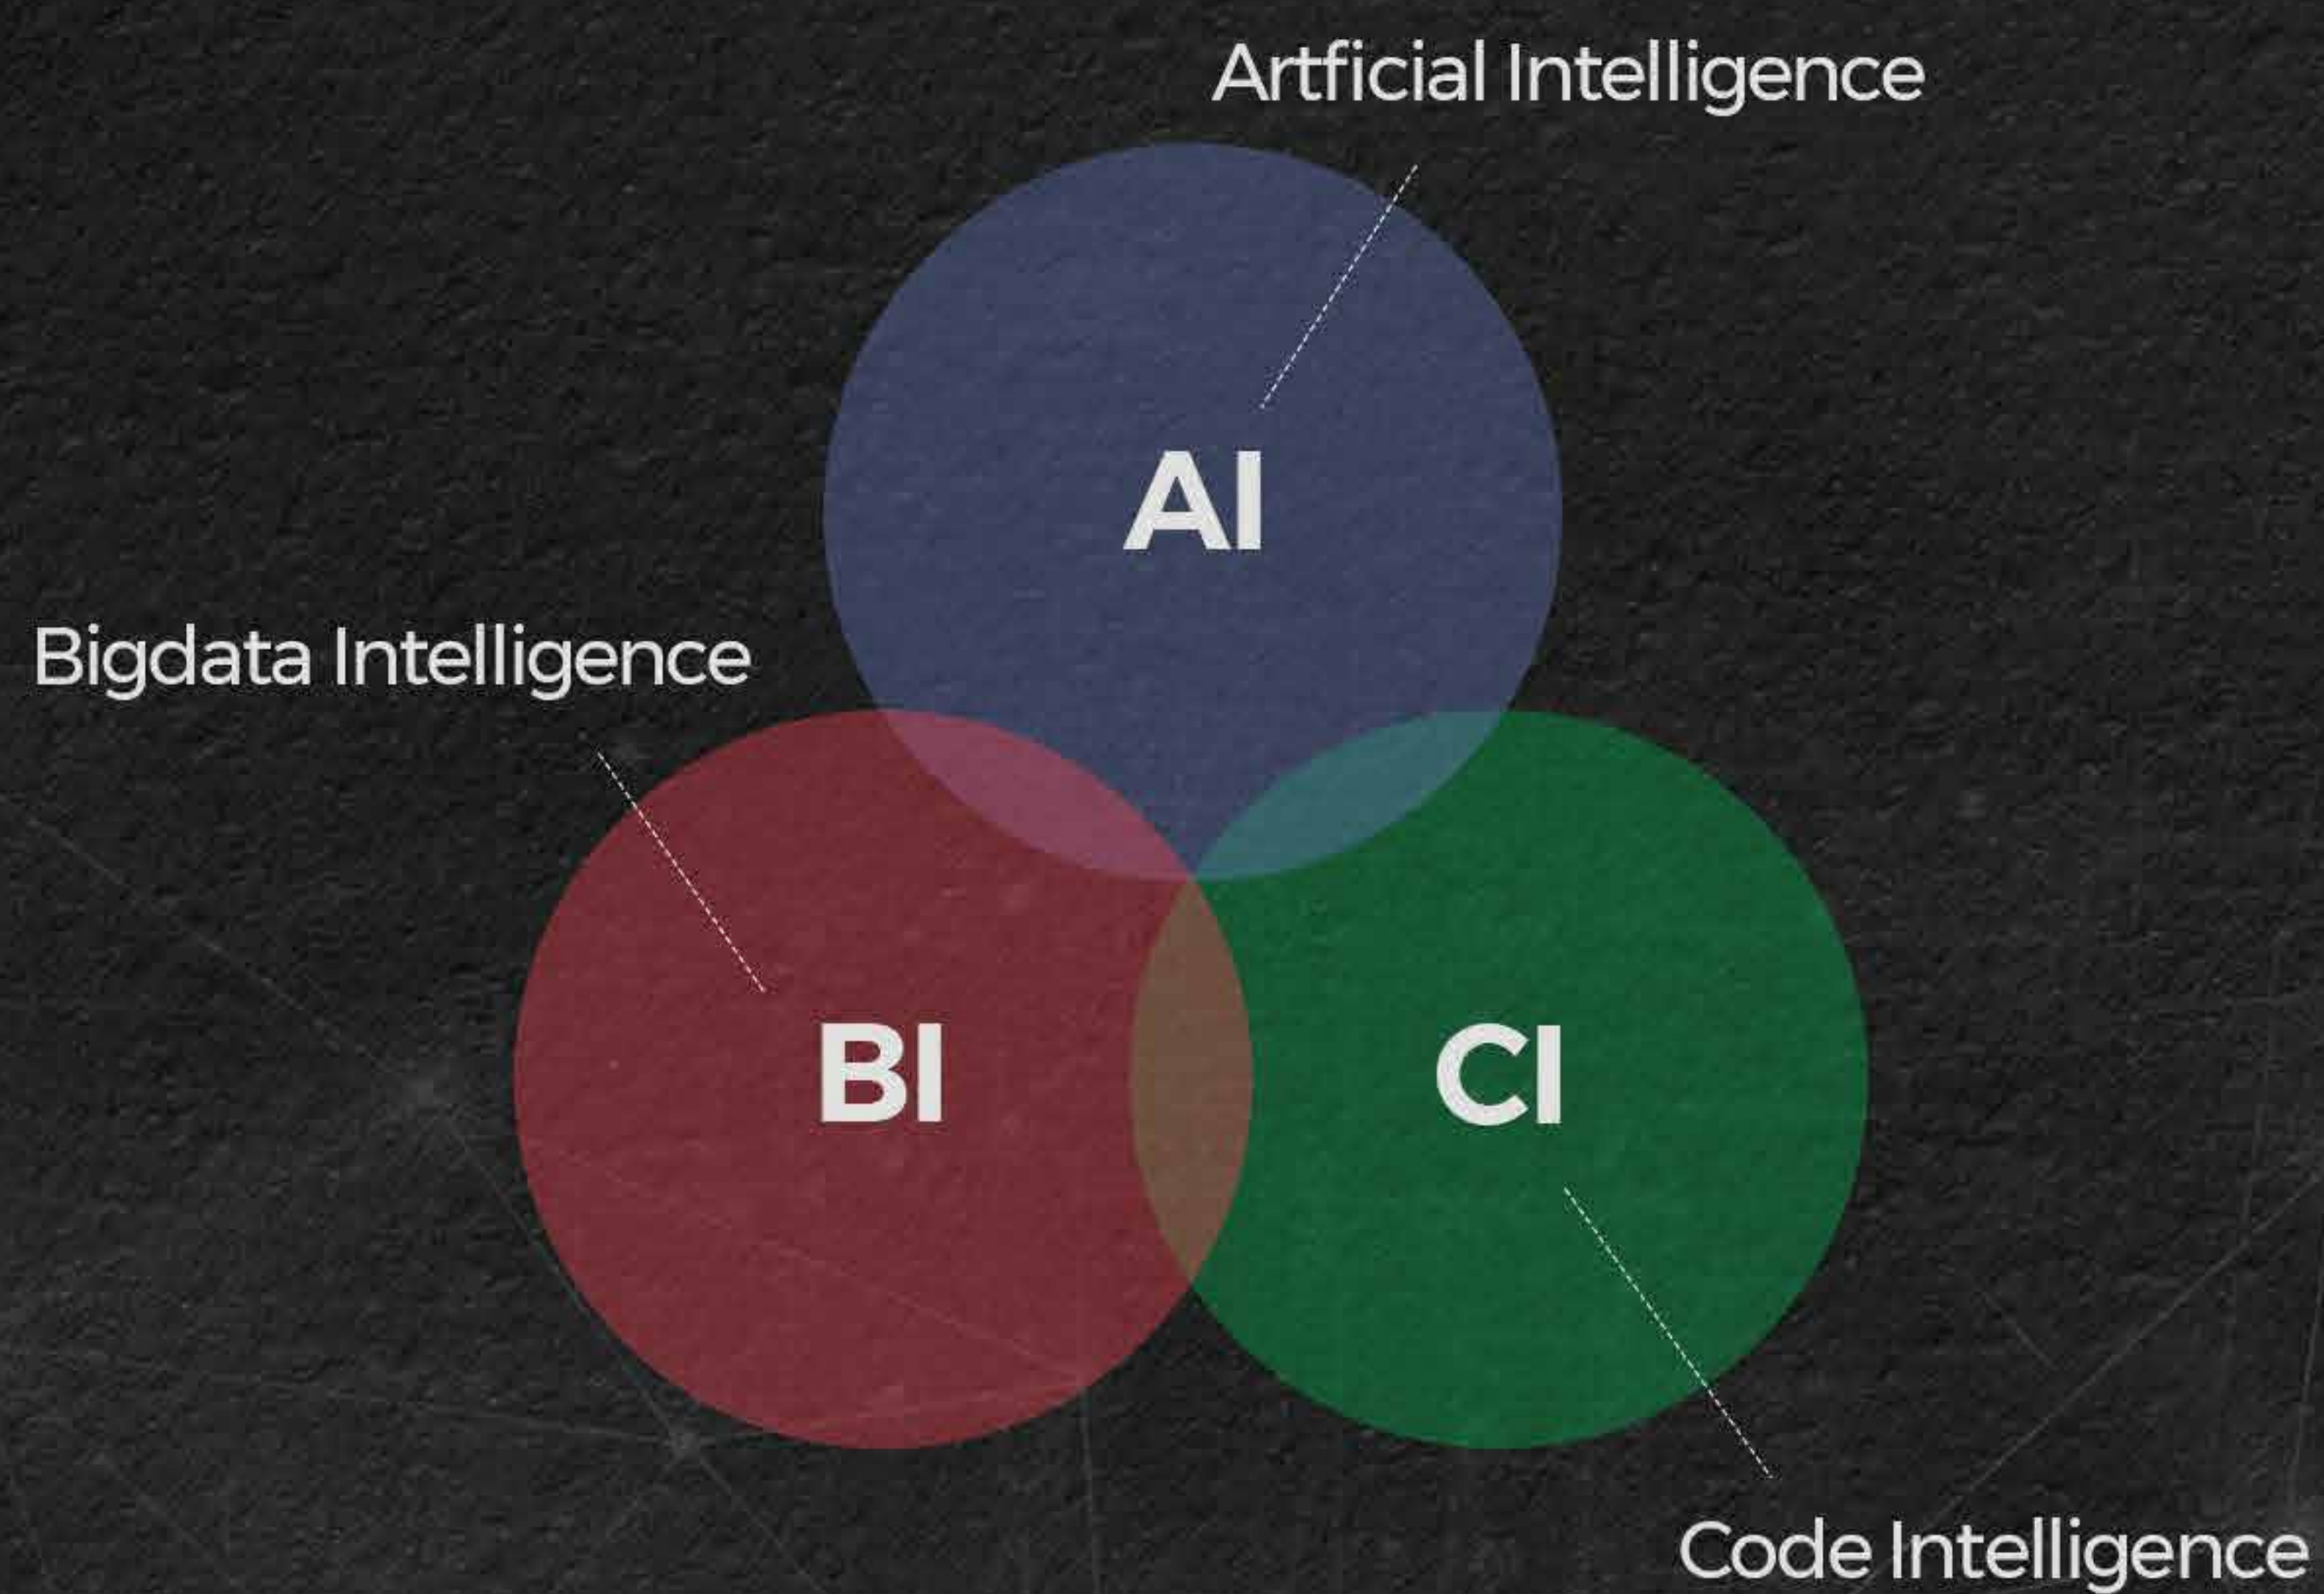 Artficial Intelligence
AI
Bigdata Intelligence
BI
CI
Code Intelligence